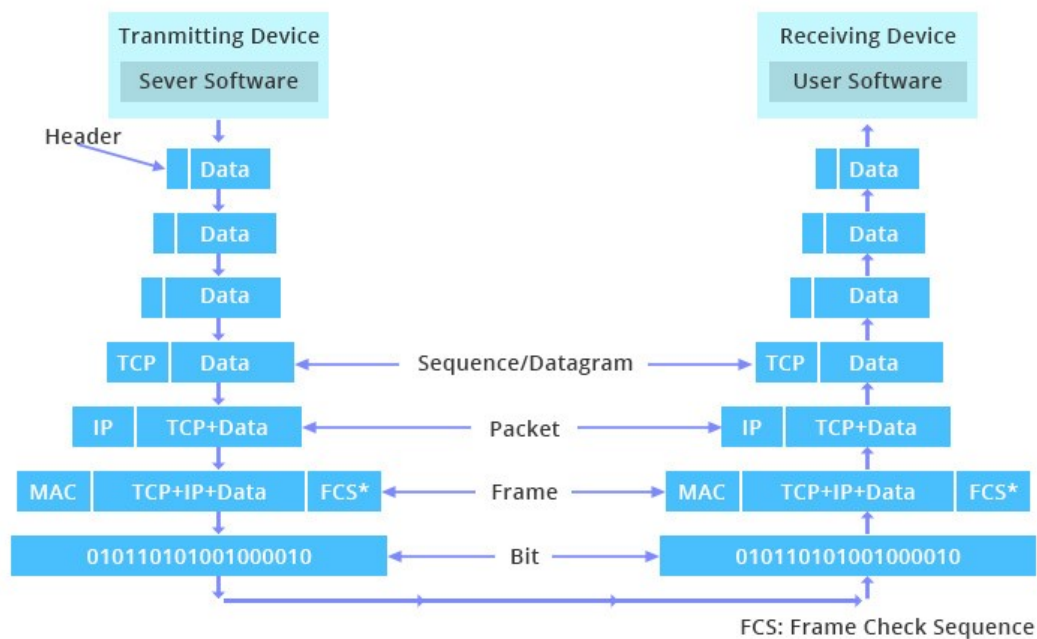 Tranmitting Device
Sever Software
Receiving Device
User Software
Header
Data
Data
Data
Data
Data
Data
TCP Data
Sequence/Datagram
TCP Data
IP TCP+Data
Packet
IP TCP+Data
MAC TCP+IP+Data FCS*
Frame
MAC TCP+IP+Data FCS*
010110101001000010
Bit
010110101001000010
FCS: Frame Check Sequence